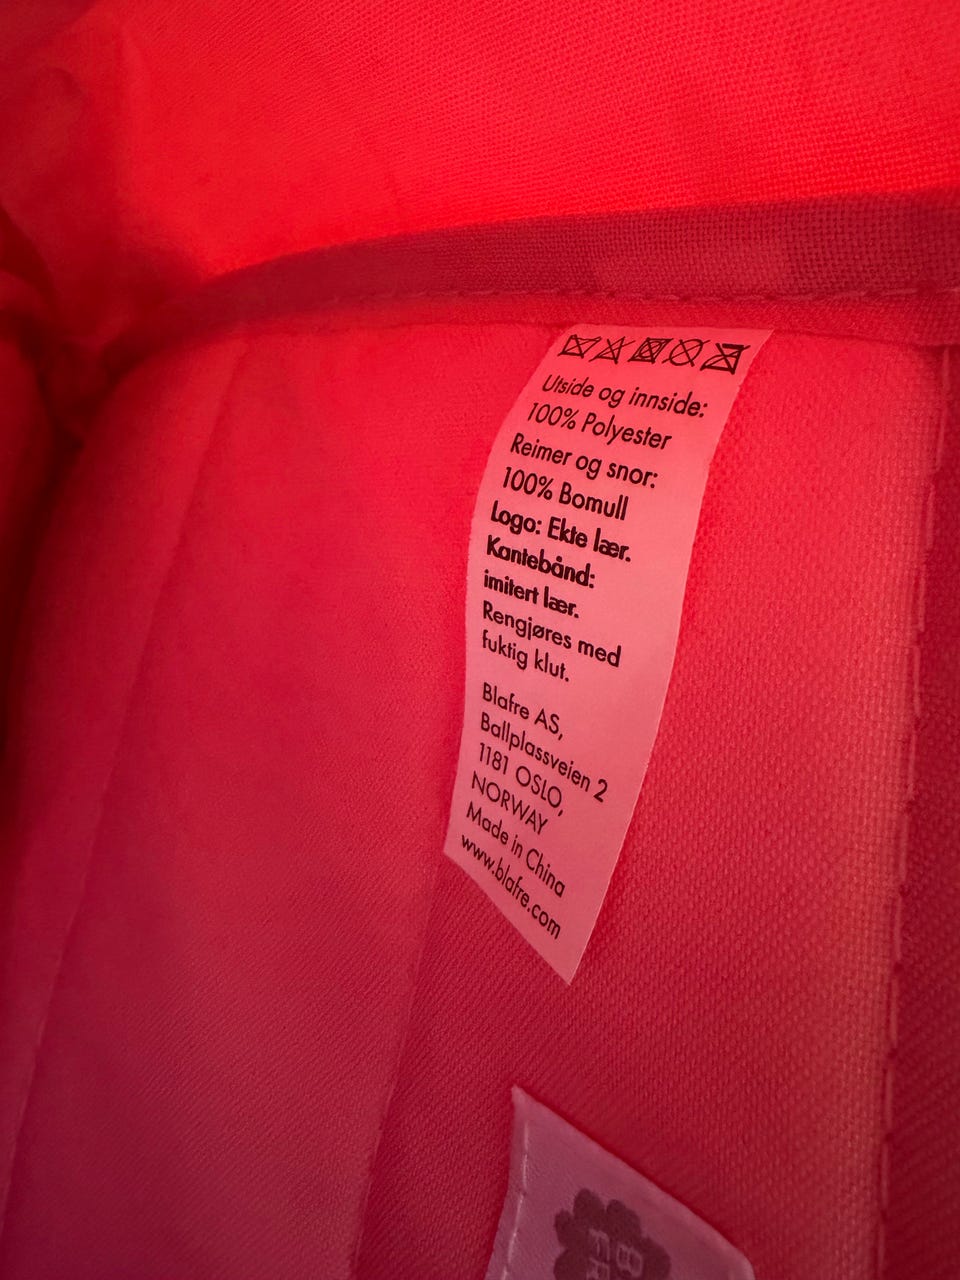 Utside og innside:
100% Polyester
Reimer og snor:
100% Bomull
Logo: Ekte lær.
Kantebånd:
imitert lær.
Rengjøres med
fuktig klut.
Blafre AS,
Ballplassveien 2
1181 OSLO,
NORWAY
Made in China
www.blafre.com